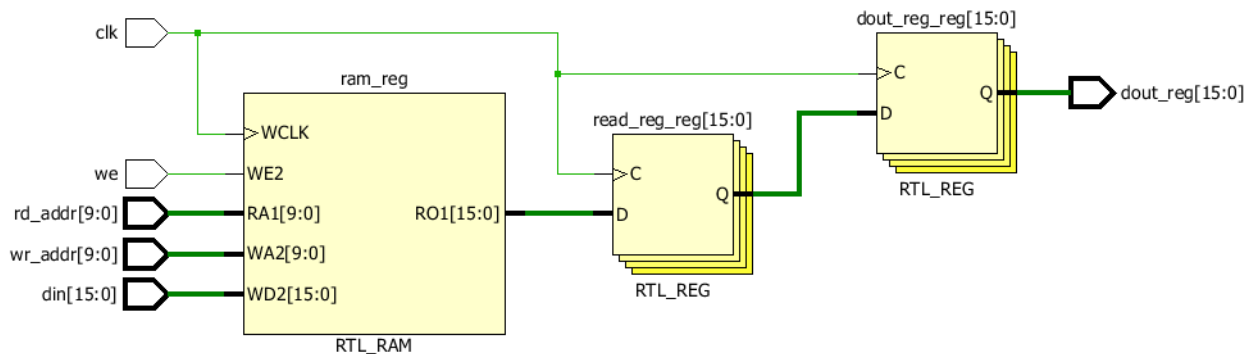 dout_reg_reg[15:0]
clk
C
ram_reg
Q
dout_reg[15:0]
D
read_reg_reg[15:0]
WCLK
we
WE2
C
RTL_REG
Q
rd_addr[9:0]
RA1[9:0]
RO1[15:0]
D
wr_addr[9:0]
WA2[9:0]
din[15:0]
WD2[15:0]
RTL_REG
RTL_RAM